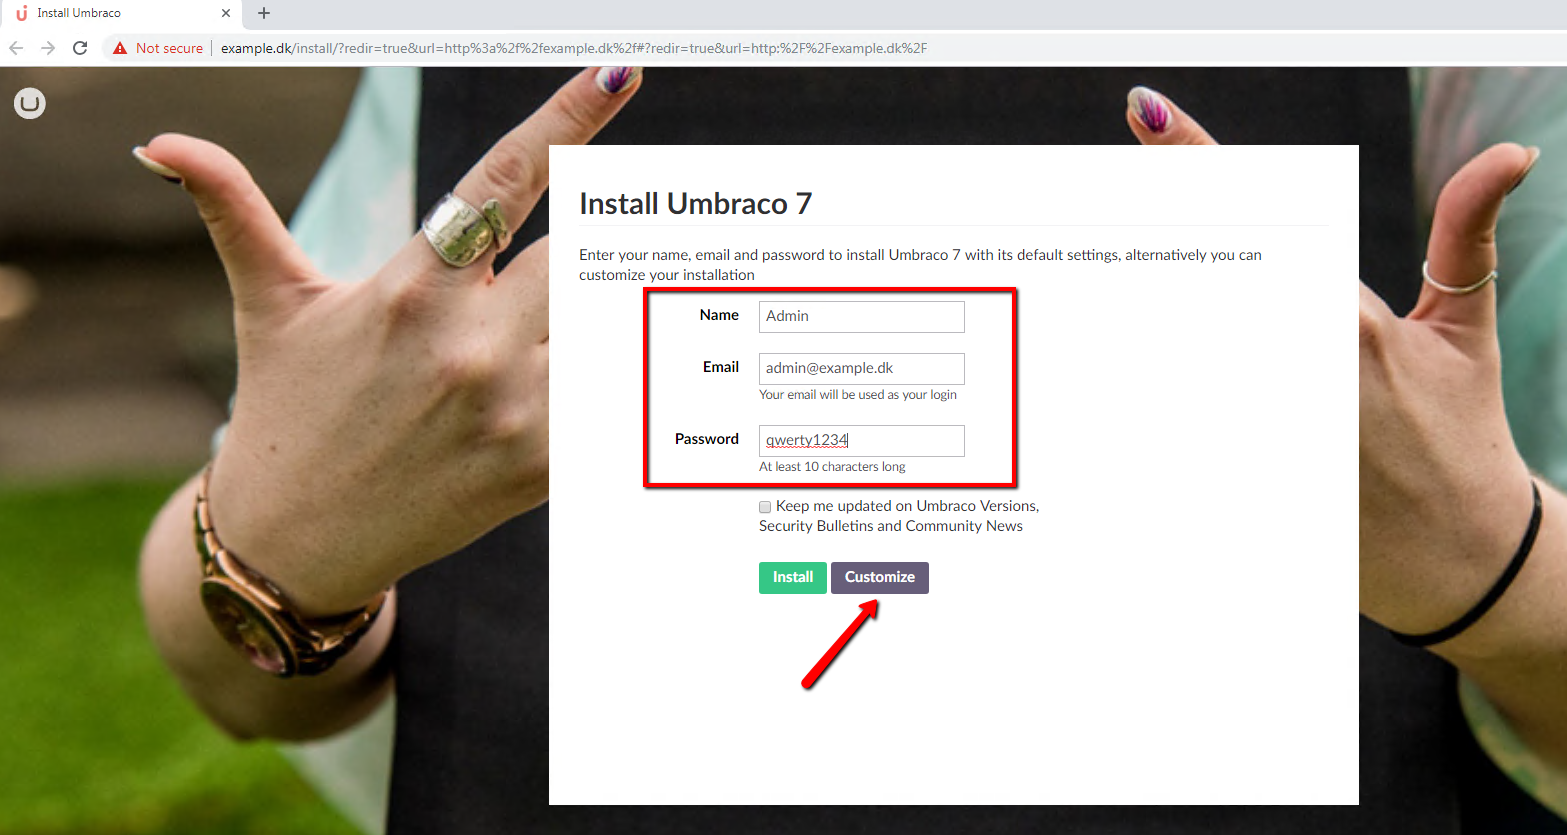 Install Umbraco
Not secure
example.dk/install/?redir=true&url=http%3a%2f%2fexample.dk%2f#?redir=true&url=http:%2F%2Fexample.dk%2F
Install Umbraco 7
Enter your name, email and password to install Umbraco 7 with its default settings, alternatively you can
customize your installation
Name
Admin
Email
admin@example.dk
Your email will be used as your login
Password
qwerty1234
At least 10 characters long
Keep me updated on Umbraco Versions,
Security Bulletins and Community News
Install Customize